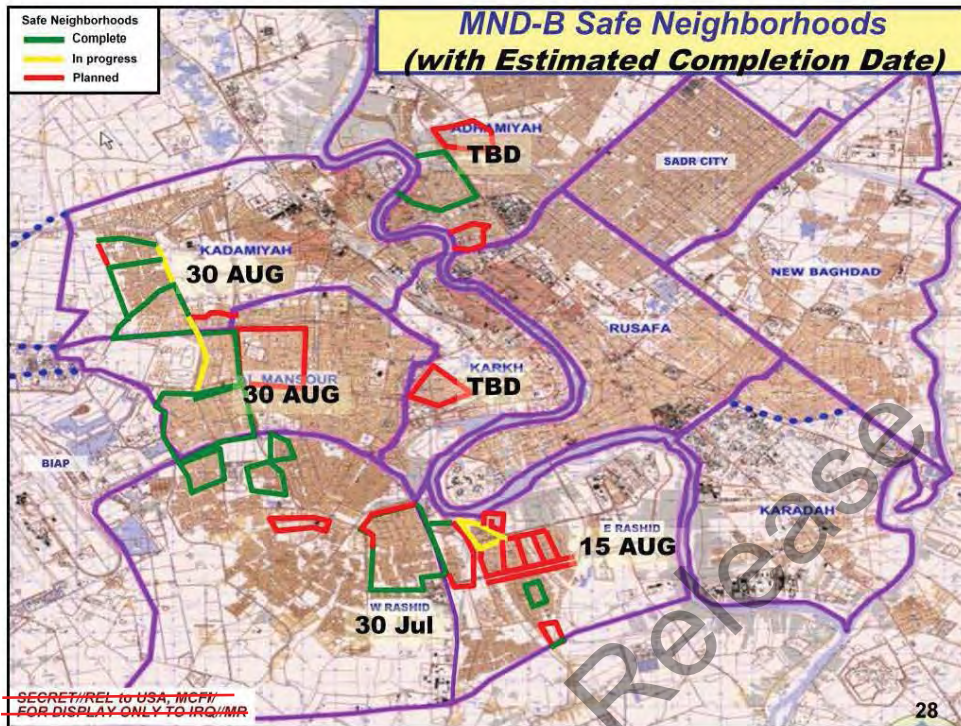 Safe Neighborhoods
Complete
In progress
Planned
MND-B Safe Neighborhoods
(with Estimated Completion Date)
ADHAMIYAH
TBD
SADR CITY
KADAMIYAH
30 AUG
NEW BAGHDAD
RUSAFA
KARKH
TBD
MANSOUR
30 AUG
BIAP
KARADAH
E RASHID
15 AUG
W RASHID
30 Jul
Release
SECRET//REL to USA, MCFI/
FOR DISPLAY ONLY TO IRQ//MR
28